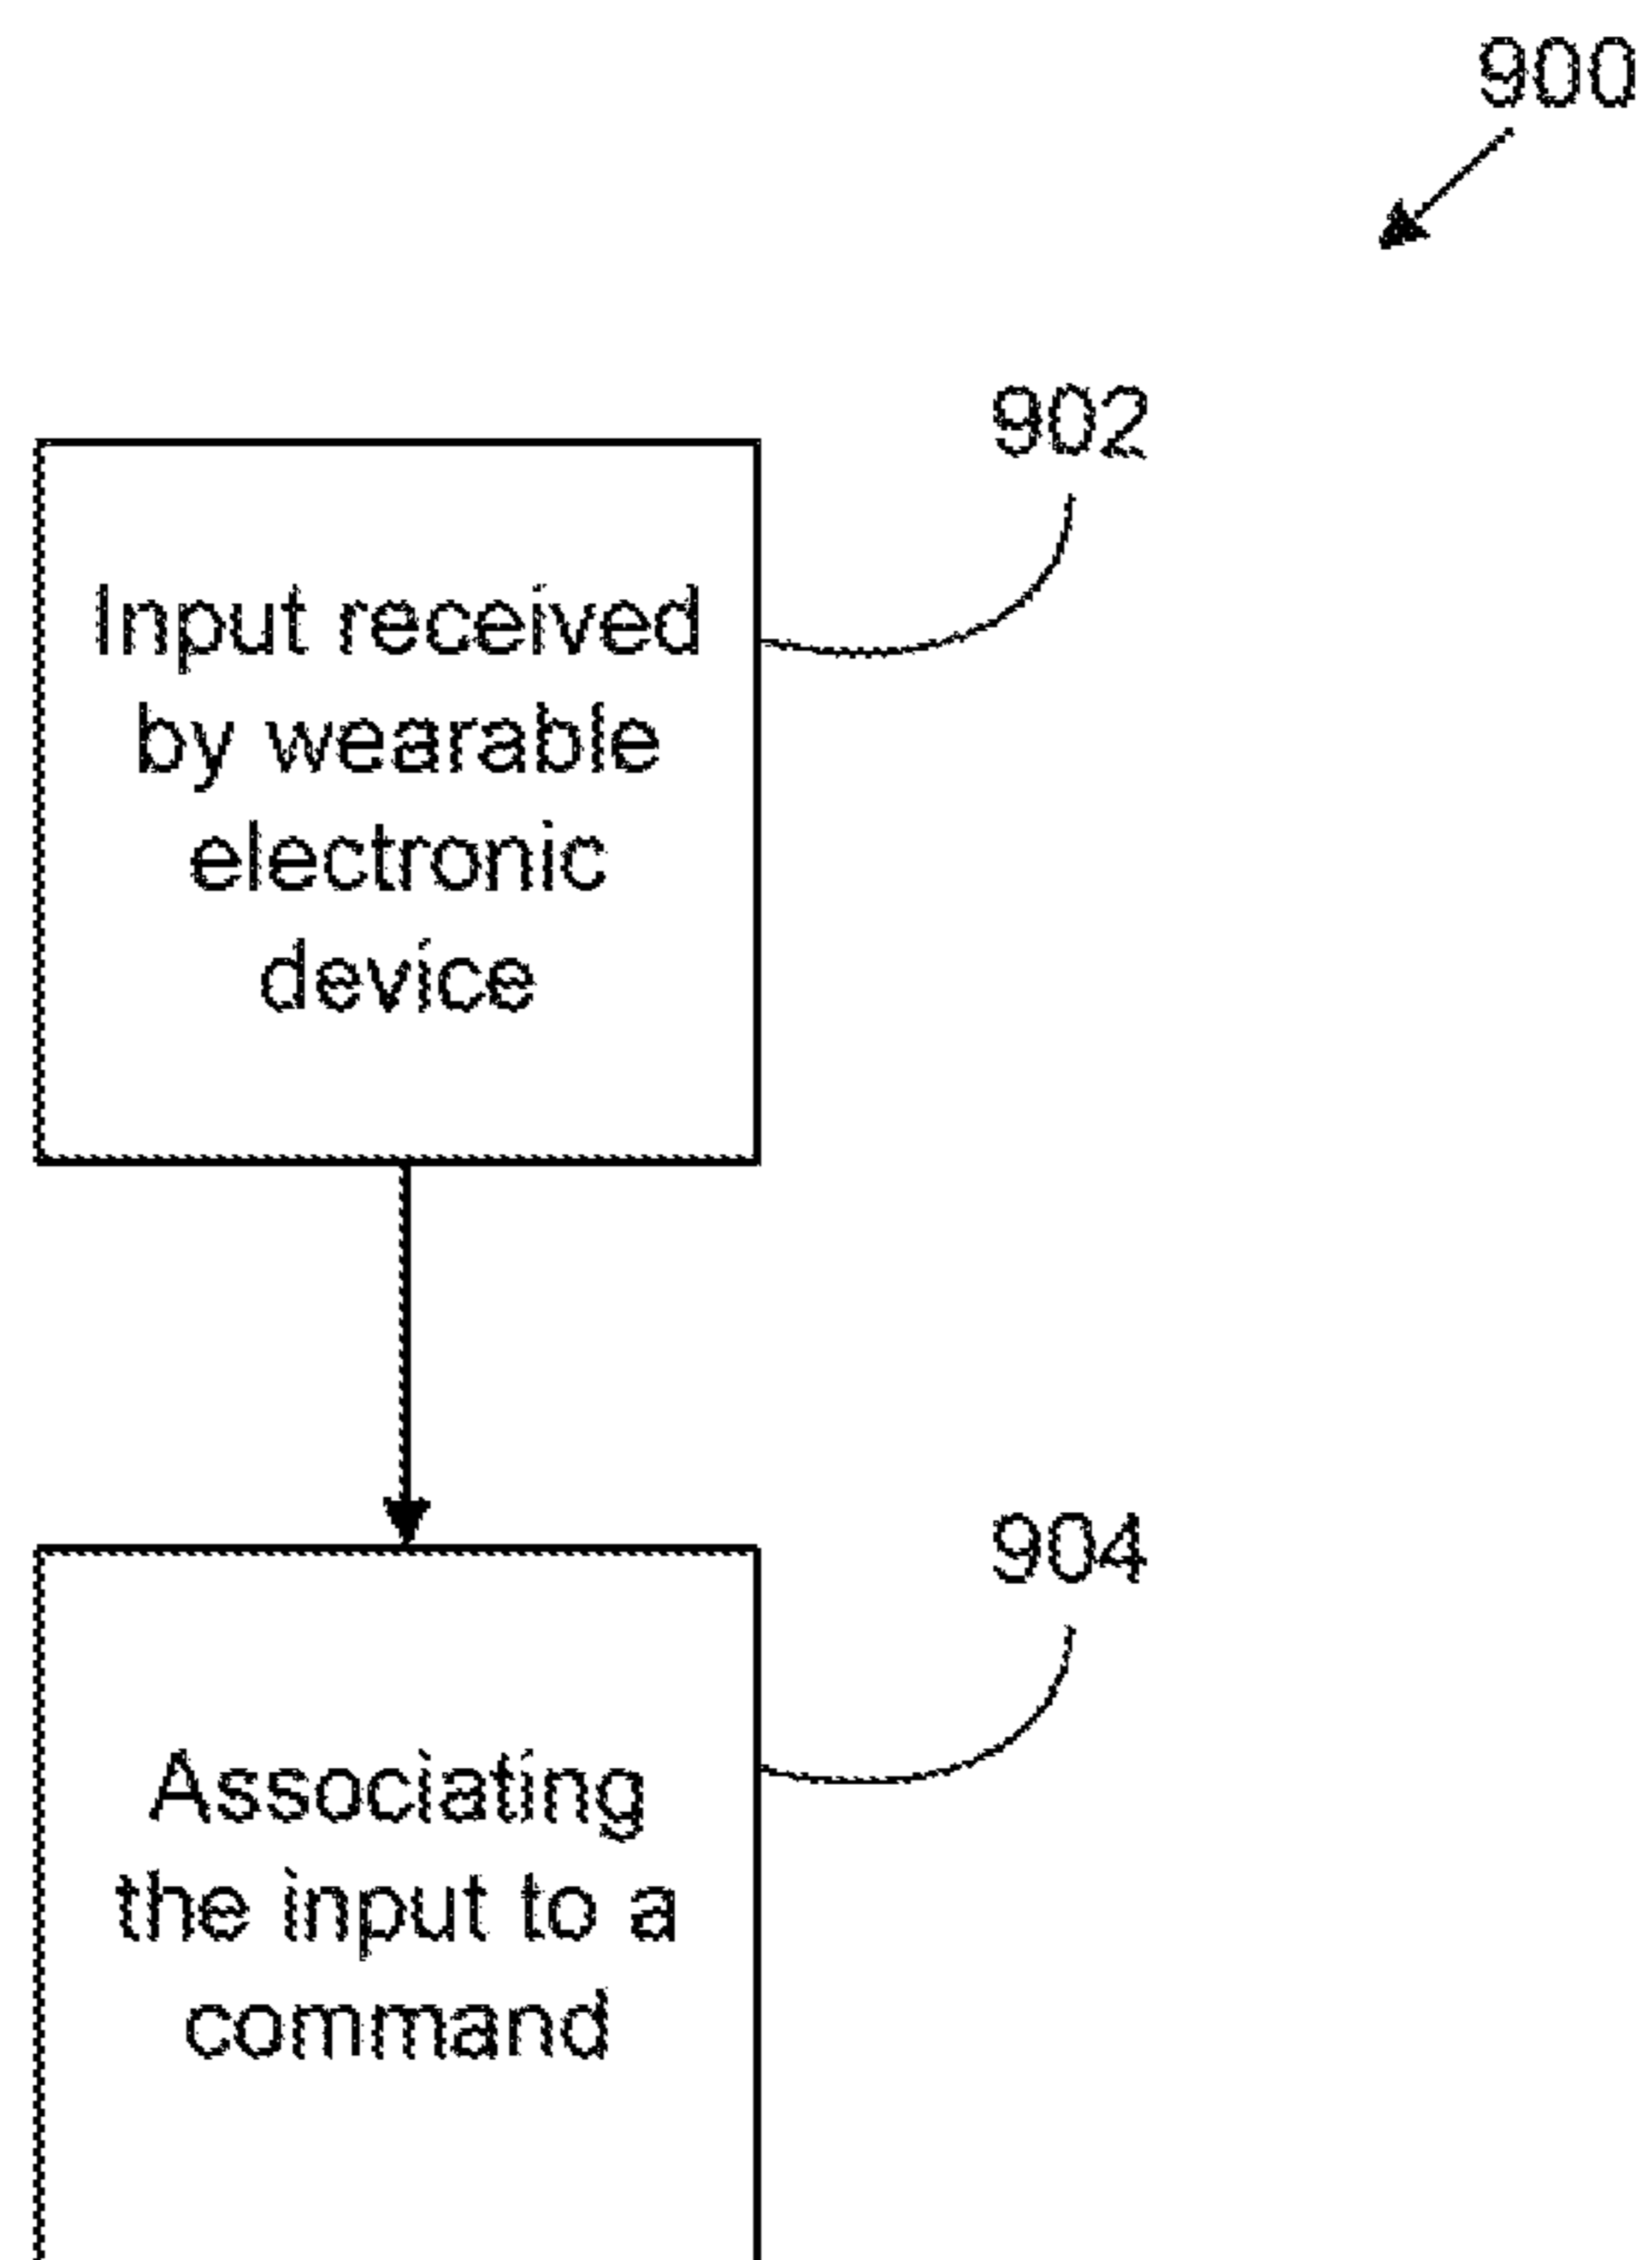 900
902
Input received
by wearable
electronic
device
904
Associating
the input to a
command